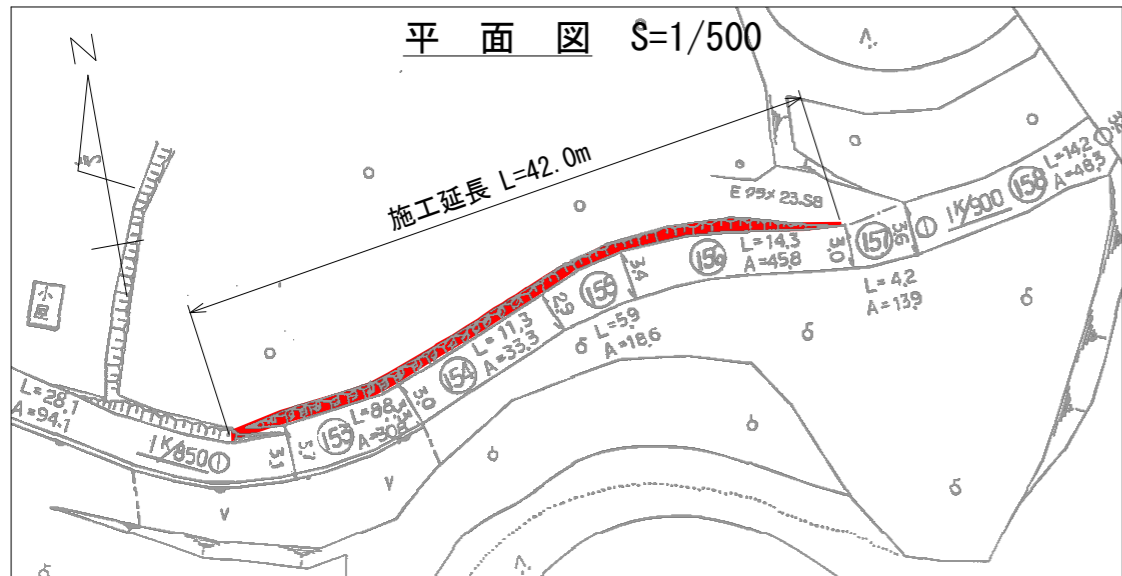 平 面 図 S=1/500
N
施工延長 L=42.0m
小屋
E クラメ 23.S8
L=28.1
A=94.1
1K/850
3.1
5.7
153
L=8.8
3.0
154
L=11.3
A=33.3
2.9
155
L=5.9
A=18.6
3.4
156
L=14.3
A=45.8
3.0
157
L=4.2
A=13.9
3.6
1K/900
158
L=14.2
A=48.3